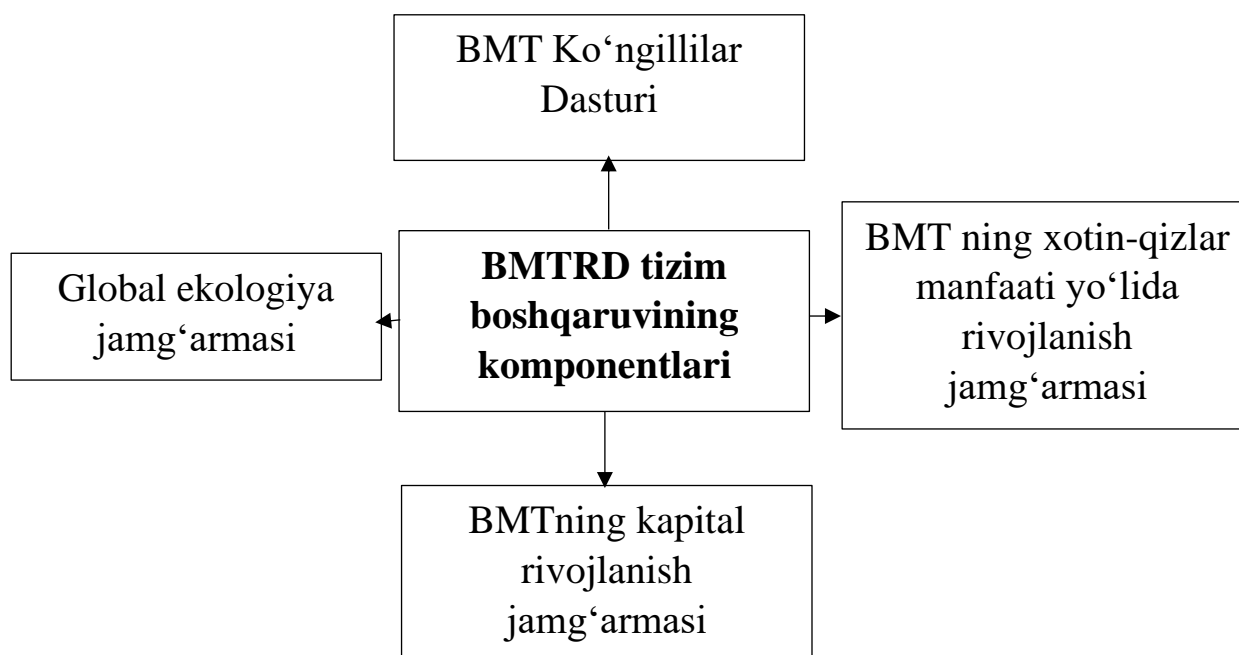 BMT Ko‘ngillilar
Dasturi
Global ekologiya
jamg‘armasi
BMTRD tizim
boshqaruvining
komponentlari
BMT ning xotin-qizlar
manfaati yo‘lida
rivojlanish
jamg‘armasi
BMTning kapital
rivojlanish
jamg‘armasi